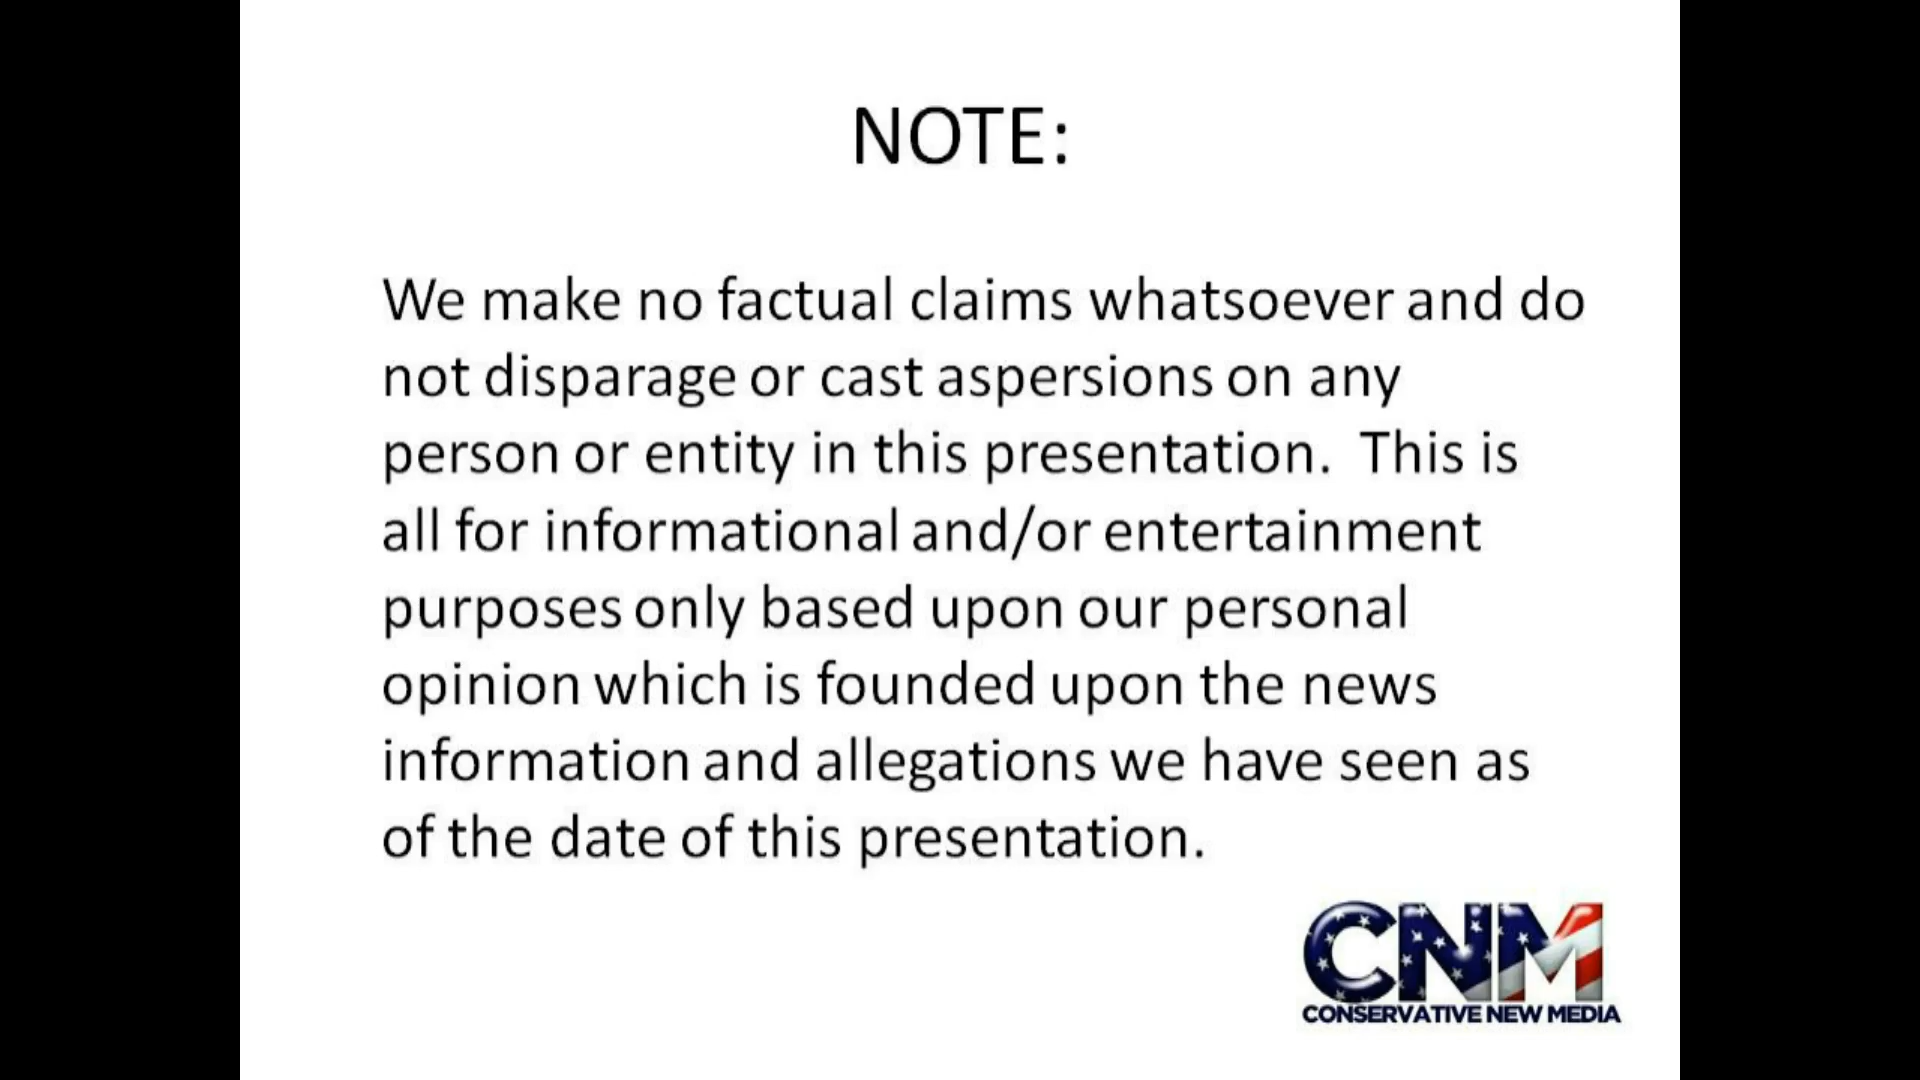 NOTE:
We make no factual claims whatsoever and do
not disparage or cast aspersions on any
person or entity in this presentation.  This is
all for informational and/or entertainment
purposes only based upon our personal
opinion which is founded upon the news
information and allegations we have seen as
of the date of this presentation.
CNM
CONSERVATIVE NEW MEDIA